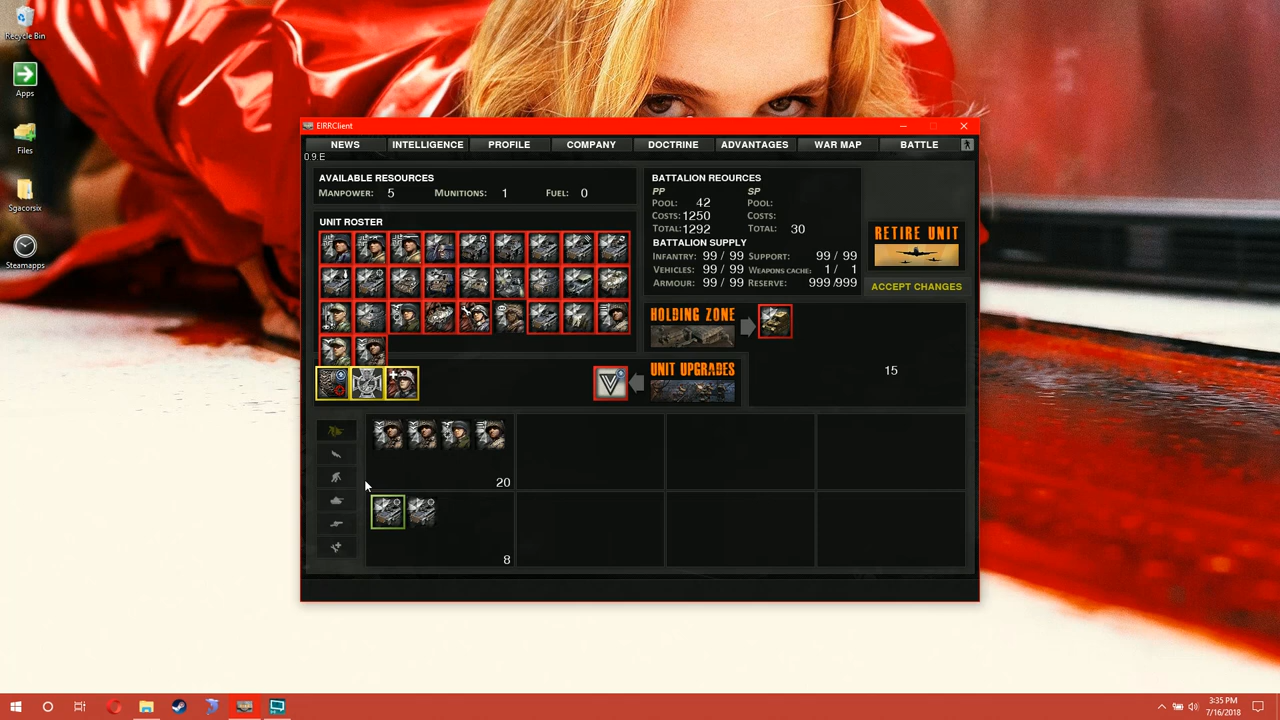 Recycle Bin
Apps
Files
Sgacorsix
Steamapps
EIRRClient
NEWS INTELLIGENCE PROFILE COMPANY DOCTRINE ADVANTAGES WAR MAP BATTLE
0.9.E
AVAILABLE RESOURCES
MANPOWER: 5 MUNITIONS: 1 FUEL: 0
UNIT ROSTER
BATTALION REOURCES
PP SP
POOL: 42 POOL:
COSTS: 1250 COSTS:
TOTAL: 1292 TOTAL: 30
BATTALION SUPPLY
INFANTRY: 99 / 99 SUPPORT: 99 / 99
VEHICLES: 99 / 99 WEAPONS CACHE: 1 / 1
ARMOUR: 99 / 99 RESERVE: 999 /999
RETIRE UNIT
ACCEPT CHANGES
HOLDING ZONE
UNIT UPGRADES
15
20
8
3:35 PM
7/16/2018